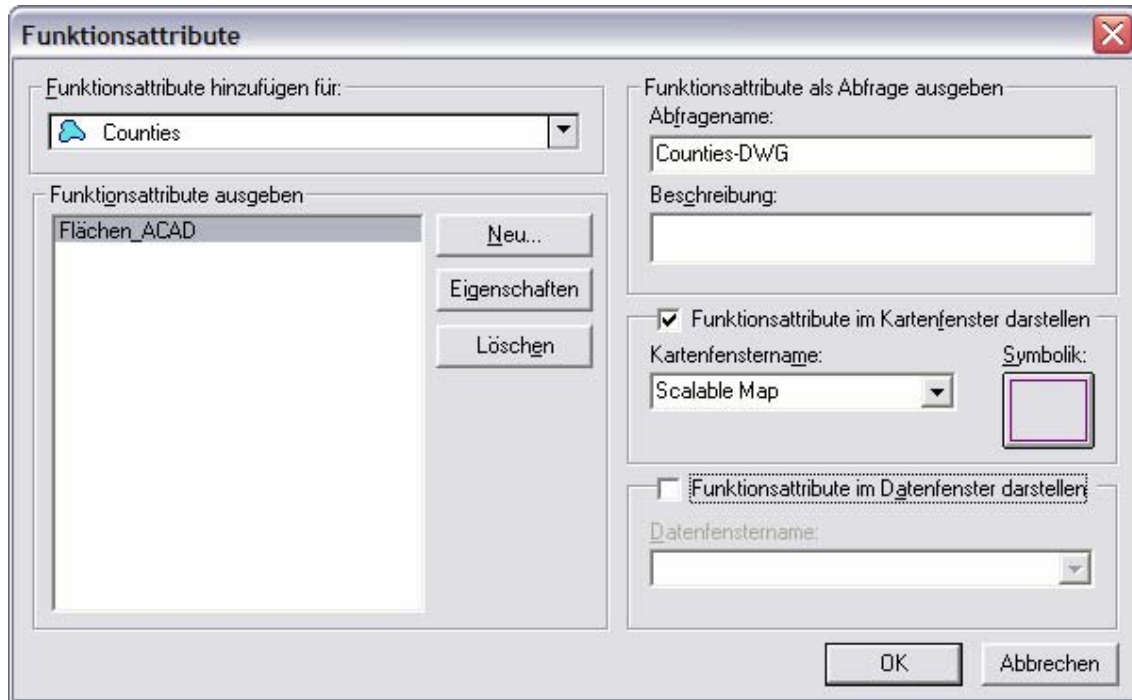 Funktionsattribute
Funktionsattribute hinzufügen für:
Counties
Funktionsattribute ausgeben
Flächen_ACAD
Neu...
Eigenschaften
Löschen
Funktionsattribute als Abfrage ausgeben
Abfragename:
Counties-DWG
Beschreibung:
Funktionsattribute im Kartenfenster darstellen
Kartenfenstername:
Symbolik:
Scalable Map
Funktionsattribute im Datenfenster darstellen
Datenfenstername:
OK
Abbrechen